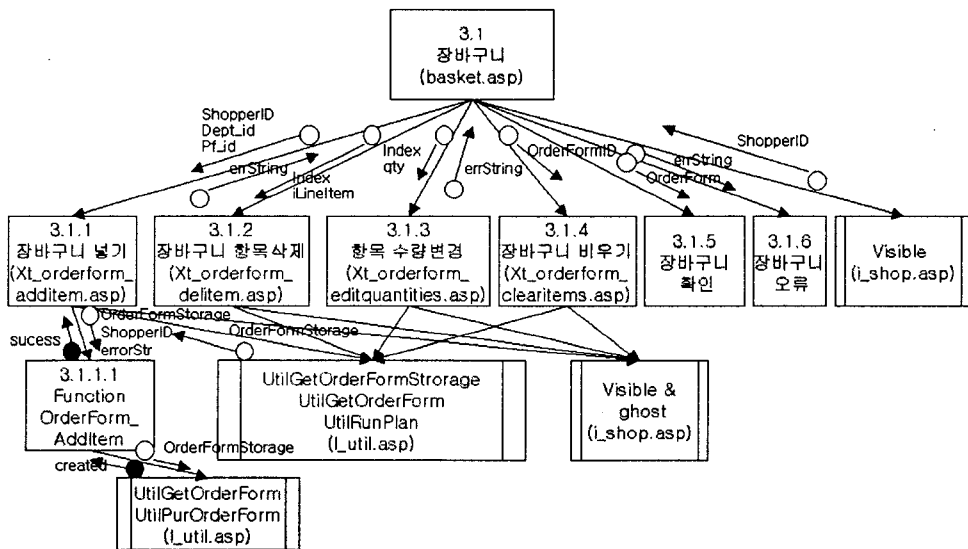 3.1
장바구니
(basket.asp)
ShopperID
Dept_id
Pf_id
errString
Index
iLineItem
Index
qty
errString
OrderFormID
errString
OrderForm
ShopperID
3.1.1
장바구니 넣기
(Xt_orderform_
additem.asp)
3.1.2
장바구니 항목삭제
(Xt_orderform_
delitem.asp)
3.1.3
항목 수량변경
(Xt_orderform_
editquantities.asp)
3.1.4
장바구니 비우기
(Xt_orderform_
clearitems.asp)
3.1.5
장바구니
확인
3.1.6
장바구니
오류
Visible
(i_shop.asp)
OrderFormStorage
ShopperID
errorStr
sucess
OrderFormStorage
3.1.1.1
Function
OrderForm_
AddItem
UtilGetOrderFormStrorage
UtilGetOrderForm
UtilRunPlan
(I_util.asp)
Visible &
ghost
(i_shop.asp)
OrderFormStorage
created
UtilGetOrderForm
UtilPurOrderForm
(I_util.asp)